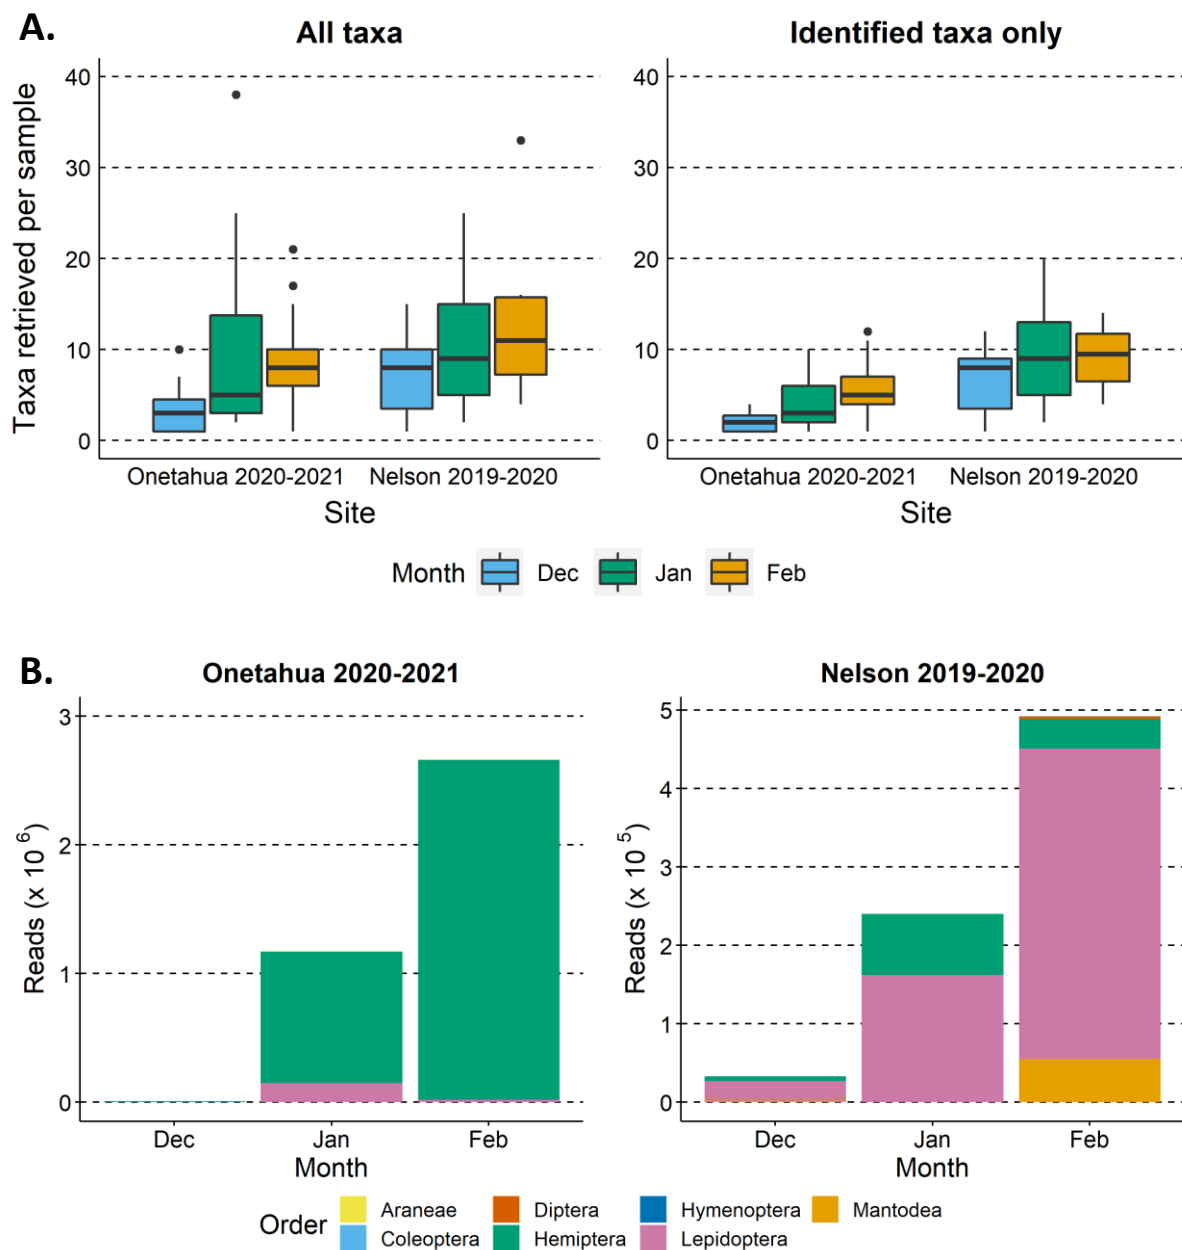 A.
All taxa
Identified taxa only
Taxa retrieved per sample
40
30
20
10
0
40
30
20
10
0
Onetahua 2020-2021
Nelson 2019-2020
Onetahua 2020-2021
Nelson 2019-2020
Site
Site
Month
Dec
Jan
Feb
B.
Onetahua 2020-2021
Nelson 2019-2020
Reads (x 10 6)
3
2
1
0
Reads (x 10 5)
5
4
3
2
1
0
Dec
Jan
Feb
Dec
Jan
Feb
Month
Month
Order
Araneae
Diptera
Hymenoptera
Mantodea
Coleoptera
Hemiptera
Lepidoptera